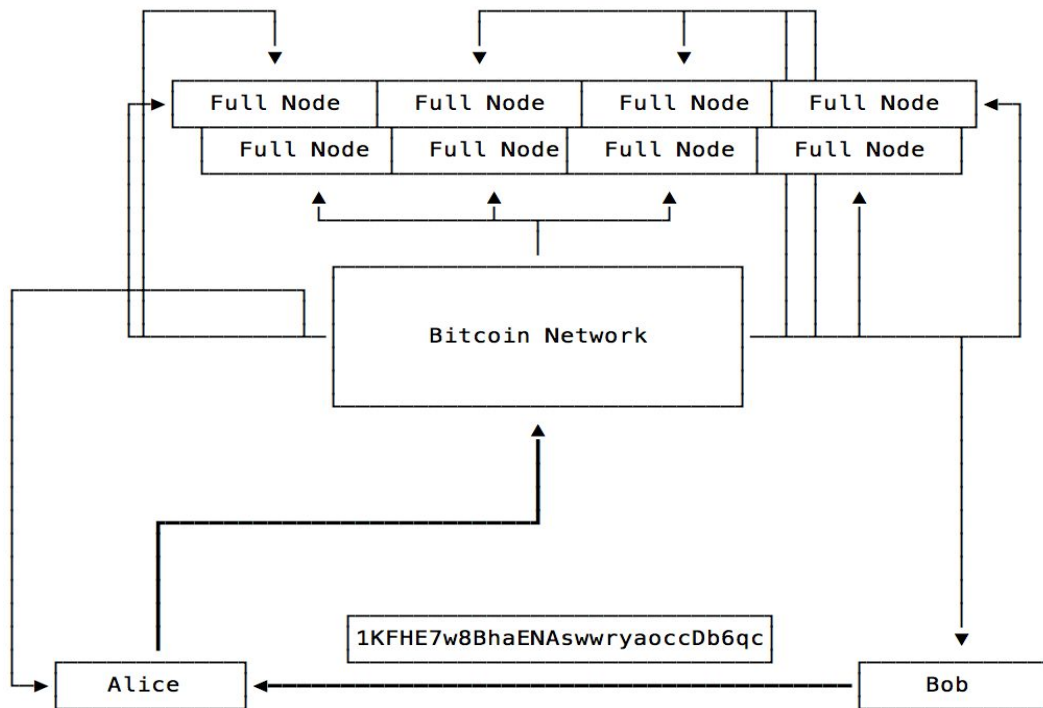 Full Node Full Node Full Node Full Node
Full Node Full Node Full Node Full Node
Bitcoin Network
1KFHE7w8BhaENAswwryaoccDb6qc
Alice Bob